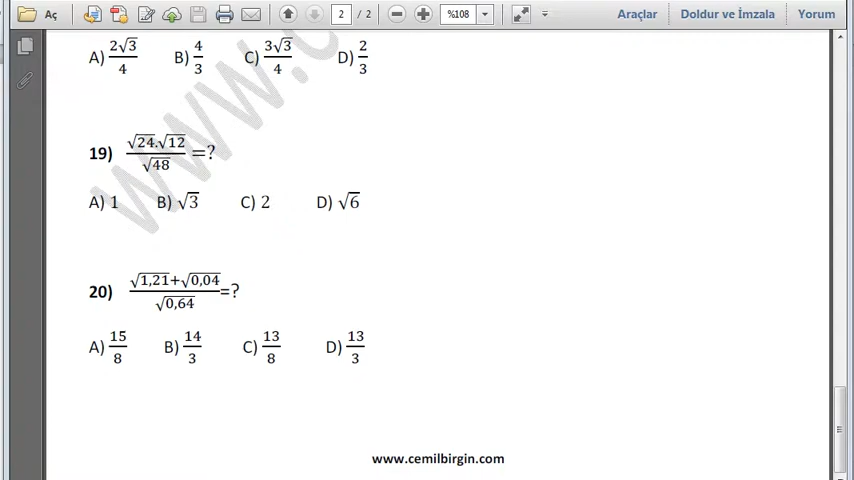 Aç 2 / 2 %108 Araçlar Doldur ve İmzala Yorum
A) 2√3/4 B) 4/3 C) 3√3/4 D) 2/3
19) √24.√12/√48 =?
A) 1 B) √3 C) 2 D) √6
20) √1,21+√0,04/√0,64=?
A) 15/8 B) 14/3 C) 13/8 D) 13/3
www.cemilbirgin.com
www.c